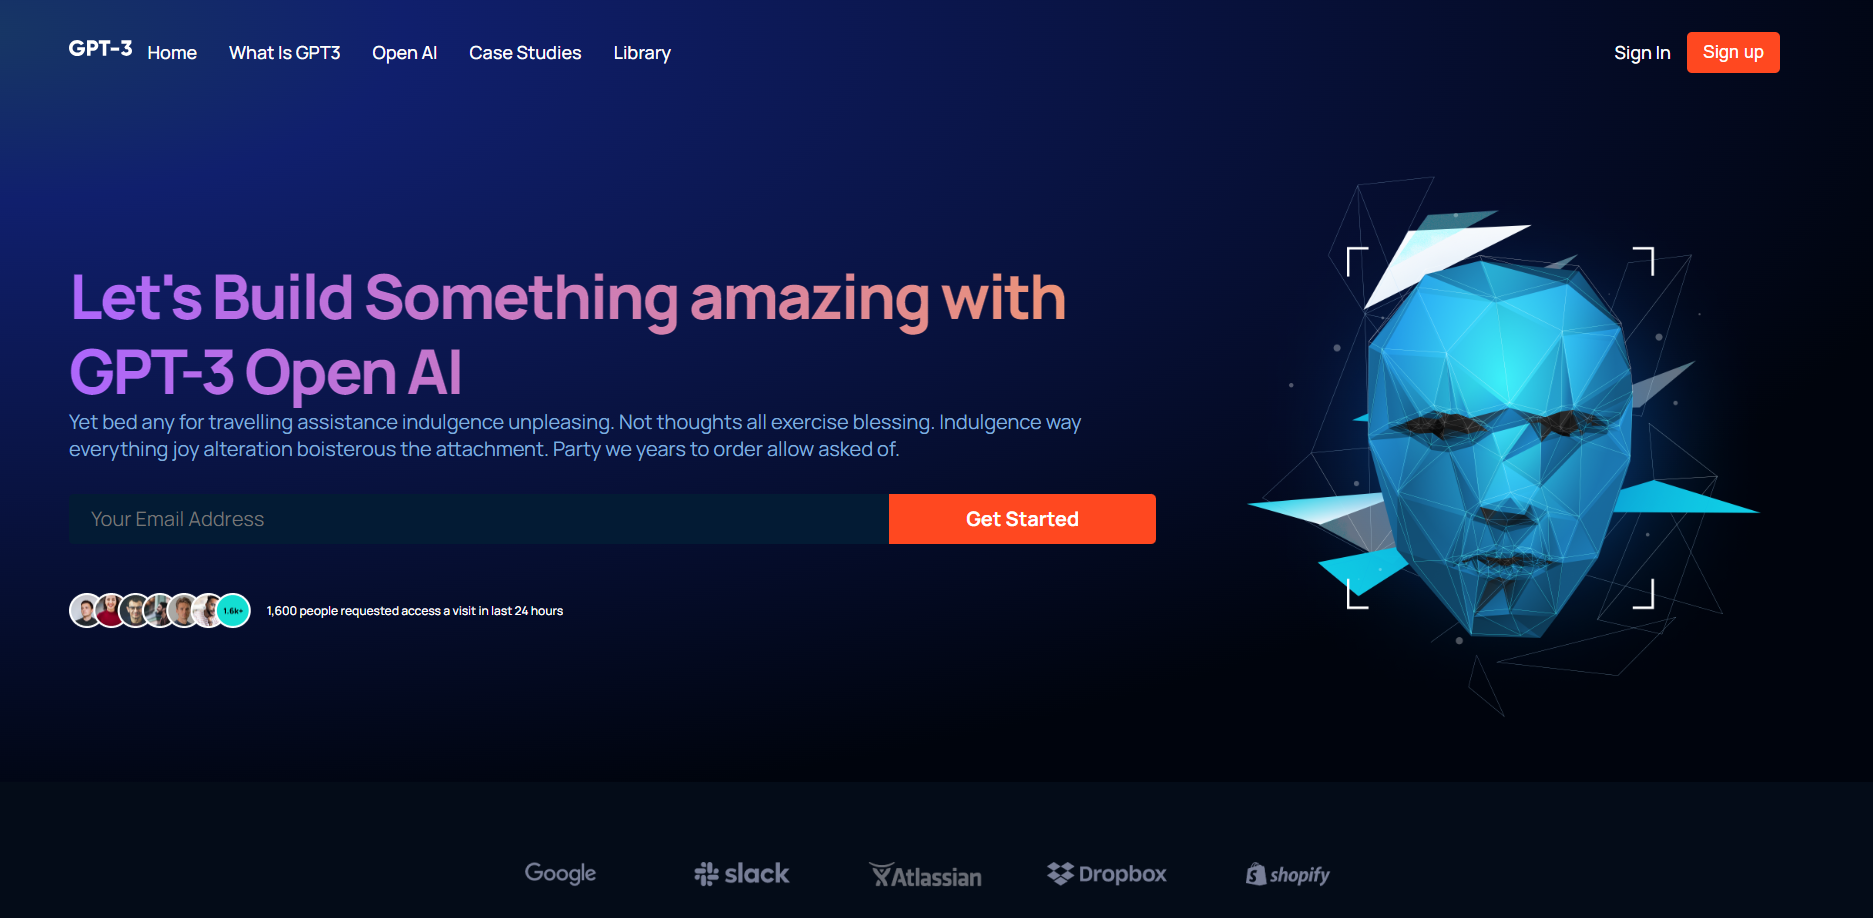 GPT-3 Home What Is GPT3 Open AI Case Studies Library Sign In Sign up
Let's Build Something amazing with
GPT-3 Open AI
Yet bed any for travelling assistance indulgence unpleasing. Not thoughts all exercise blessing. Indulgence way
everything joy alteration boisterous the attachment. Party we years to order allow asked of.
Your Email Address Get Started
1.6k+ 1,600 people requested access a visit in last 24 hours
Google slack Atlassian Dropbox shopify